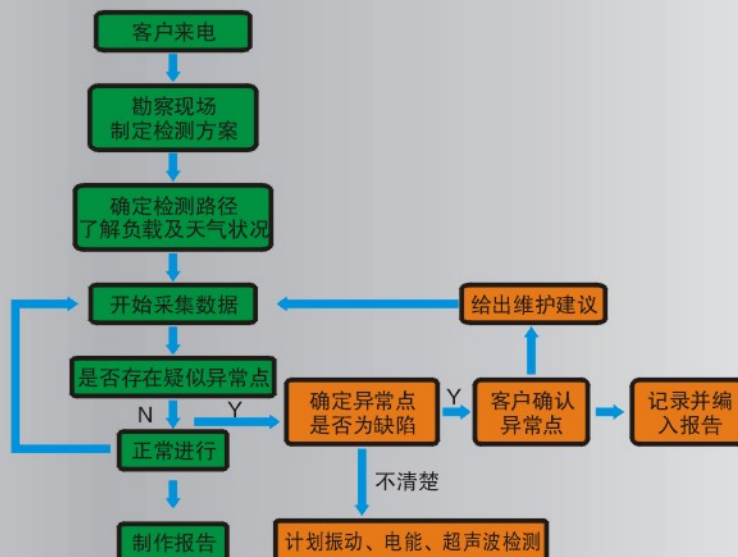 客户来电
勘察现场
制定检测方案
确定检测路径
了解负载及天气状况
开始采集数据
给出维护建议
是否存在疑似异常点
N
Y
确定异常点
是否为缺陷
Y
客户确认
异常点
记录并编
入报告
正常进行
不清楚
制作报告
计划振动、电能、超声波检测